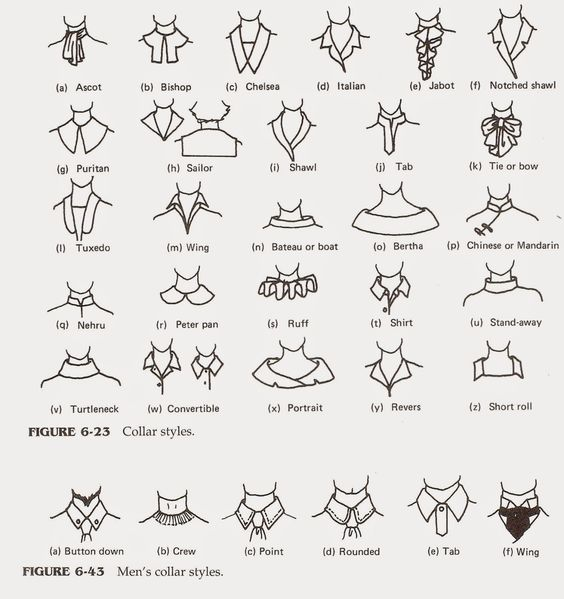 (a) Ascot (b) Bishop (c) Chelsea (d) Italian (e) Jabot (f) Notched shawl
(g) Puritan (h) Sailor (i) Shawl (j) Tab (k) Tie or bow
(l) Tuxedo (m) Wing (n) Bateau or boat (o) Bertha (p) Chinese or Mandarin
(q) Nehru (r) Peter pan (s) Ruff (t) Shirt (u) Stand-away
(v) Turtleneck (w) Convertible (x) Portrait (y) Revers (z) Short roll
FIGURE 6-23 Collar styles.
(a) Button down (b) Crew (c) Point (d) Rounded (e) Tab (f) Wing
FIGURE 6-43 Men's collar styles.